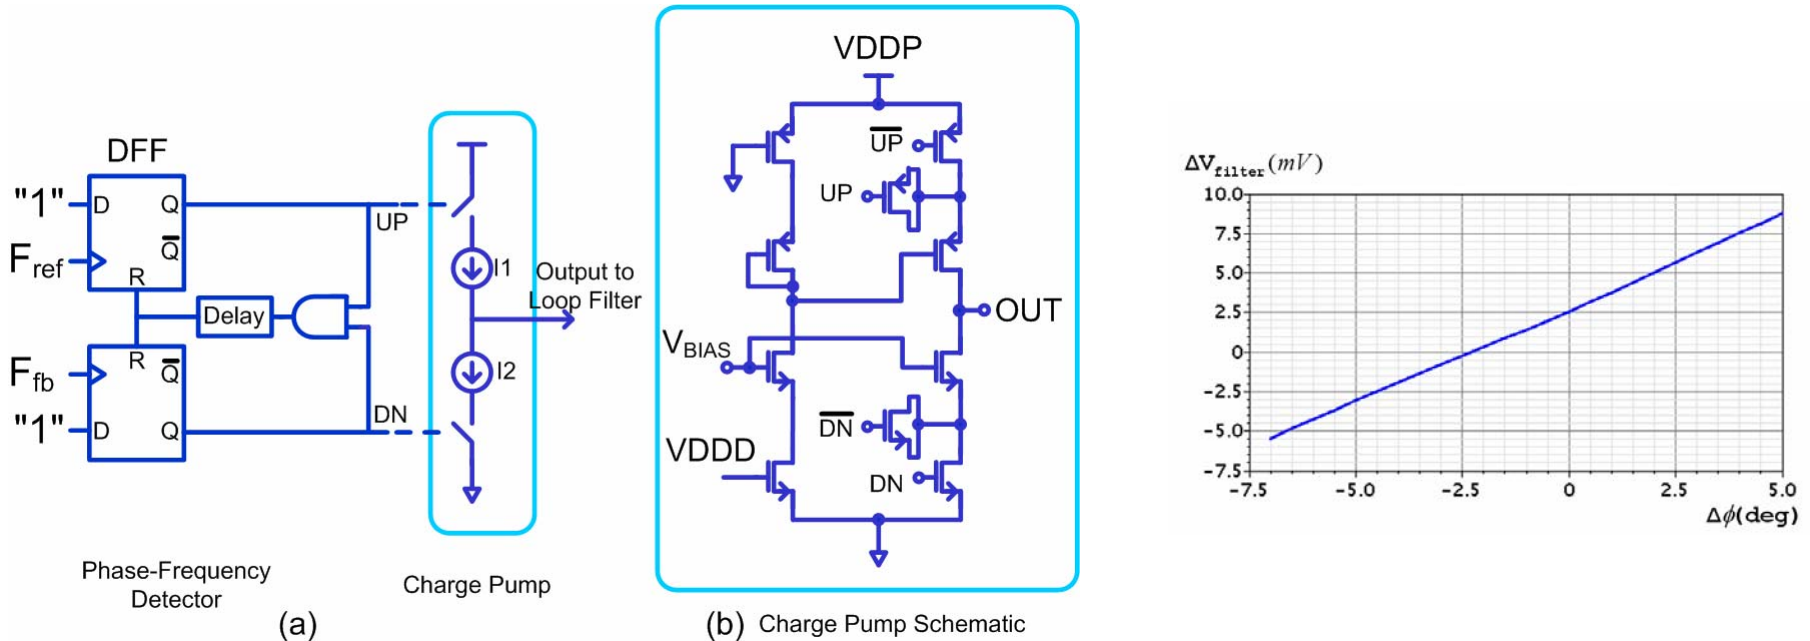 DFF
"1"
D
Q
Q̅
F_ref
R
UP
Delay
R
F_fb
Q̅
"1"
D
Q
DN
I1
Output to
Loop Filter
I2
Phase-Frequency
Detector
Charge Pump
(a)
VDDP
U̅P̅
UP
OUT
V_BIAS
D̅N̅
VDDD
DN
(b) Charge Pump Schematic
ΔV_filter (mV)
10.0
7.5
5.0
2.5
0
-2.5
-5.0
-7.5
-7.5 -5.0 -2.5 0 2.5 5.0
Δϕ(deg)